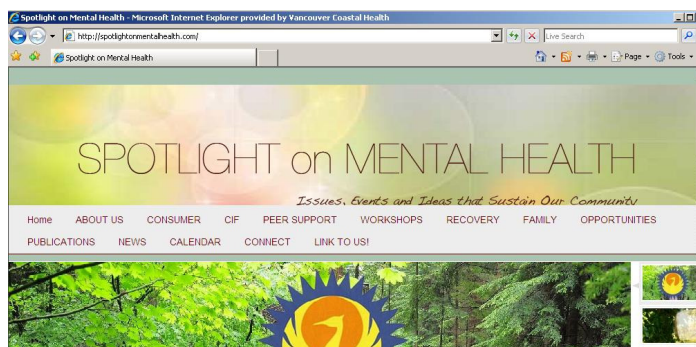 Spotlight on Mental Health - Microsoft Internet Explorer provided by Vancouver Coastal Health
http://spotlightonmentalhealth.com/
Live Search
Spotlight on Mental Health
Page
Tools
SPOTLIGHT on MENTAL HEALTH
Issues, Events and Ideas that Sustain Our Community
Home ABOUT US CONSUMER CIF PEER SUPPORT WORKSHOPS RECOVERY FAMILY OPPORTUNITIES
PUBLICATIONS NEWS CALENDAR CONNECT LINK TO US!